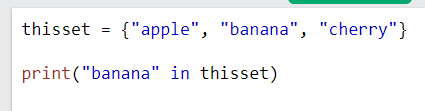 thisset = {"apple", "banana", "cherry"}
print("banana" in thisset)